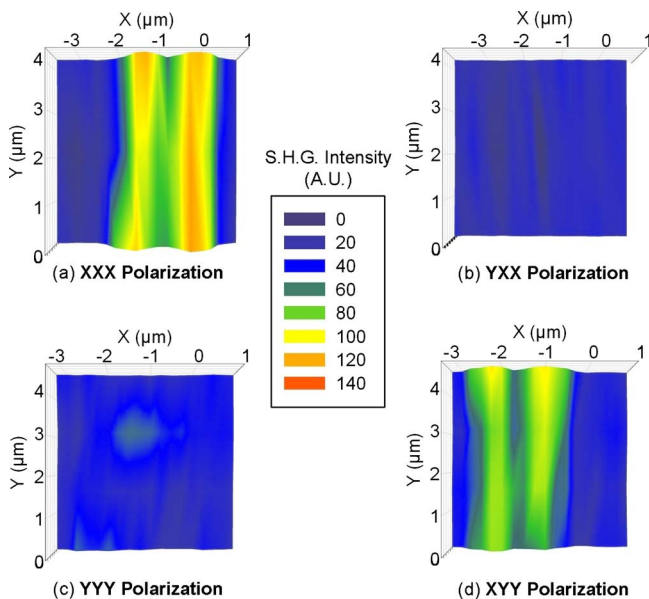 X (µm)
-3 -2 -1 0 1
4
3
2
1
0
Y (µm)
(a) XXX Polarization
X (µm)
-3 -2 -1 0 1
4
3
2
1
0
Y (µm)
(b) YXX Polarization
S.H.G. Intensity
(A.U.)
0
20
40
60
80
100
120
140
X (µm)
-3 -2 -1 0 1
4
3
2
1
0
Y (µm)
(c) YYY Polarization
X (µm)
-3 -2 -1 0 1
4
3
2
1
0
Y (µm)
(d) XYY Polarization